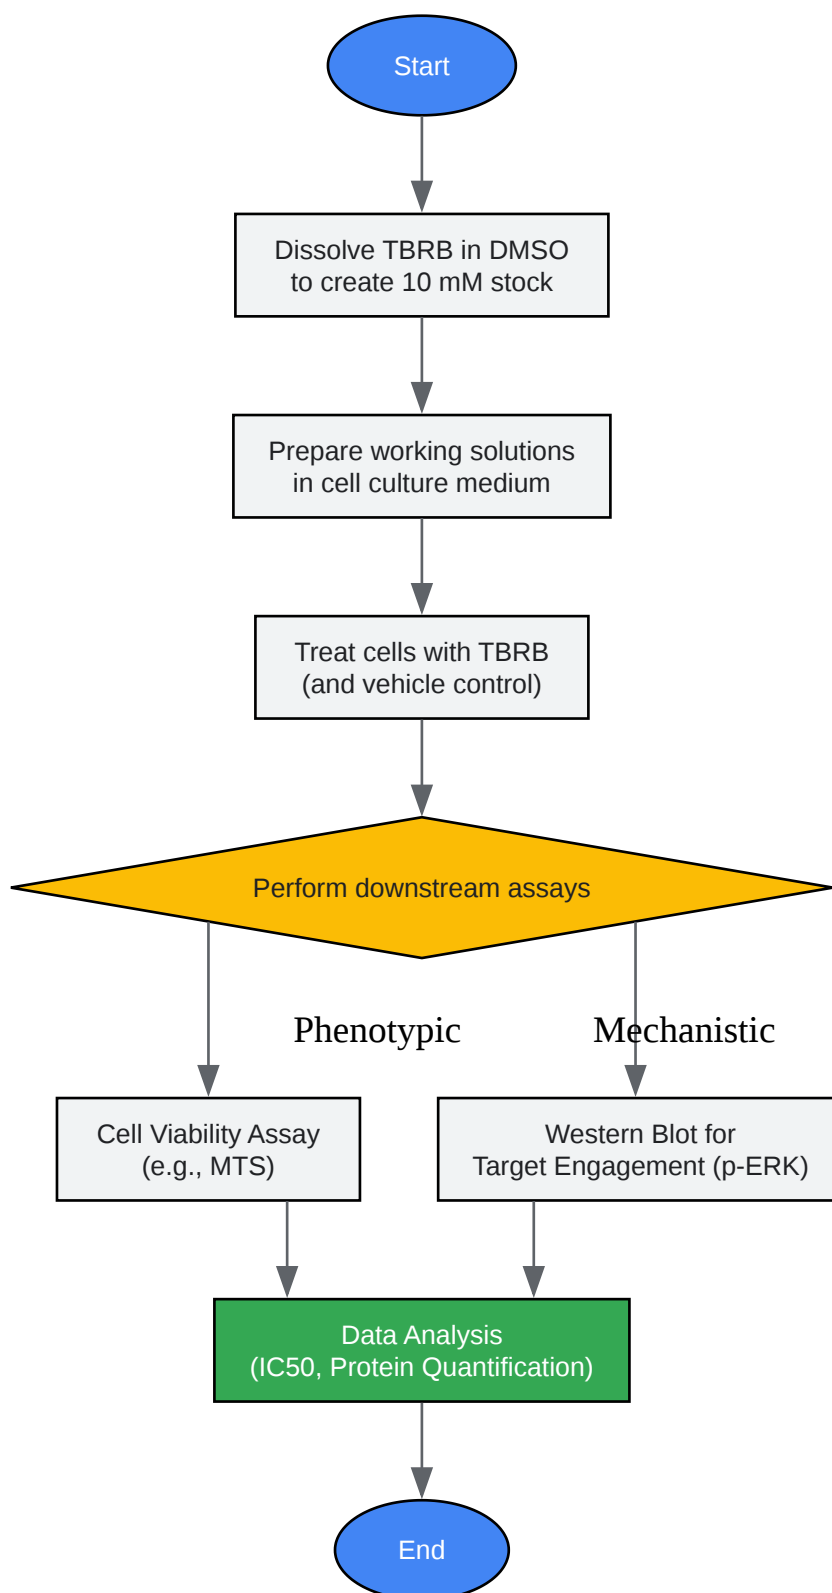 Start
Dissolve TBRB in DMSO
to create 10 mM stock
Prepare working solutions
in cell culture medium
Treat cells with TBRB
(and vehicle control)
Perform downstream assays
Phenotypic
Mechanistic
Cell Viability Assay
(e.g., MTS)
Western Blot for
Target Engagement (p-ERK)
Data Analysis
(IC50, Protein Quantification)
End